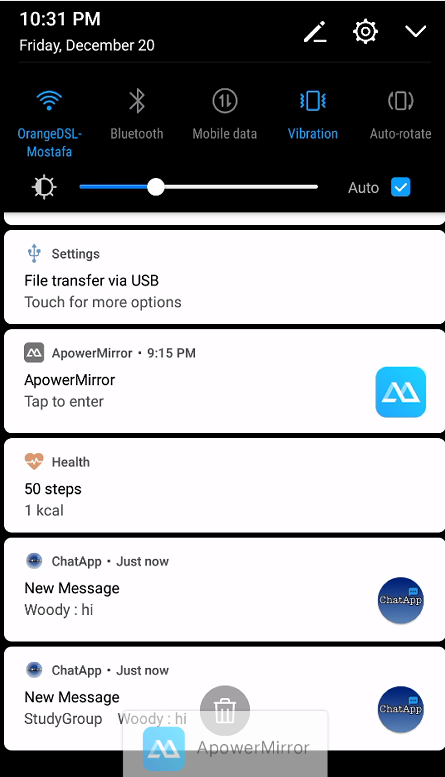 10:31 PM
Friday, December 20
OrangeDSL-
Mostafa
Bluetooth
Mobile data
Vibration
Auto-rotate
Auto
Settings
File transfer via USB
Touch for more options
ApowerMirror • 9:15 PM
ApowerMirror
Tap to enter
Health
50 steps
1 kcal
ChatApp • Just now
New Message
Woody : hi
ChatApp
ChatApp • Just now
New Message
StudyGroup Woody : hi
ChatApp
ApowerMirror